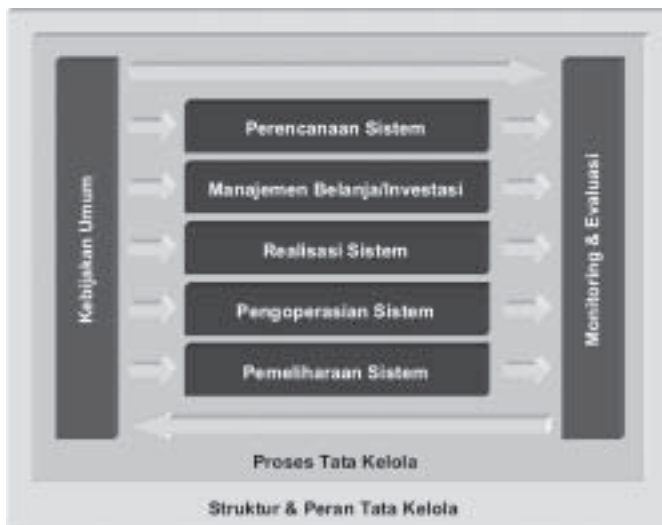 Kebijakan Umum
Perencanaan Sistem
Manajemen Belanja/Investasi
Realisasi Sistem
Pengoperasian Sistem
Pemeliharaan Sistem
Monitoring & Evaluasi
Proses Tata Kelola
Struktur & Peran Tata Kelola